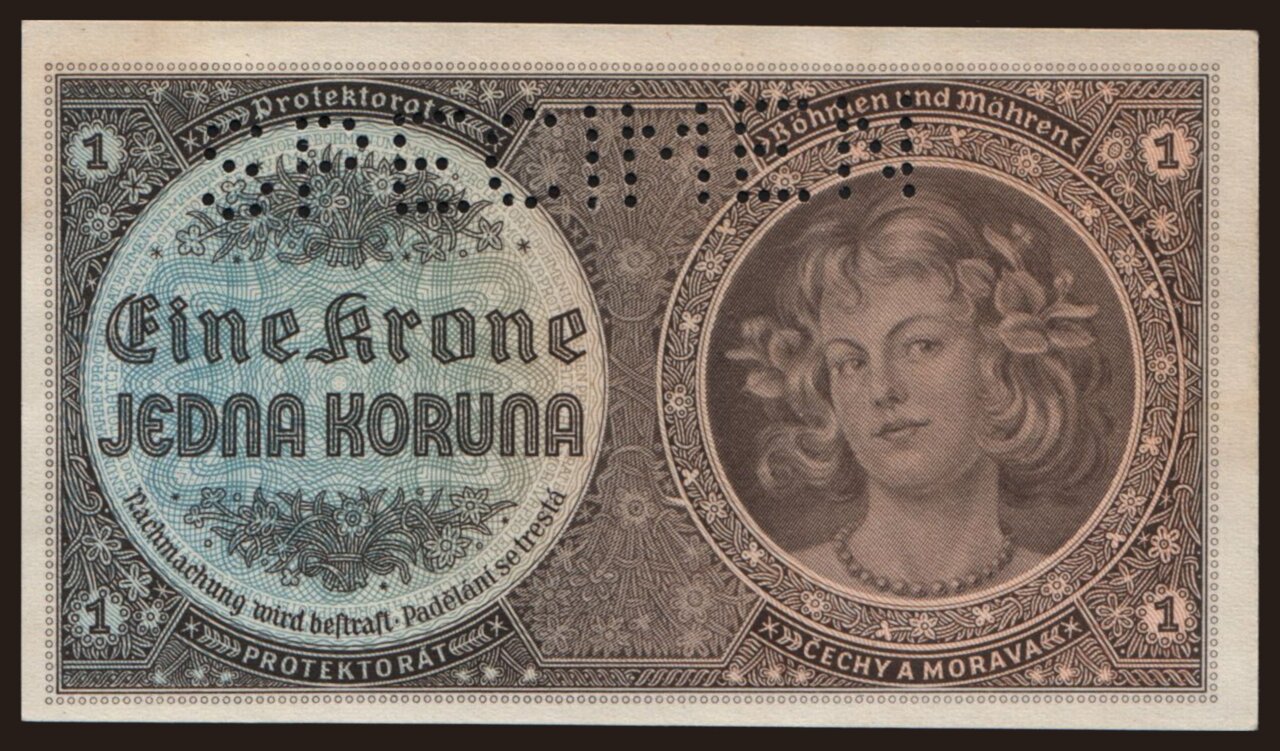 Protektorat
Böhmen und Mähren
SPECIMEN
1
1
Eine Krone
JEDNA KORUNA
Nachmachung wird bestraft · Padělání se trestá
1
1
PROTEKTORÁT
ČECHY A MORAVA